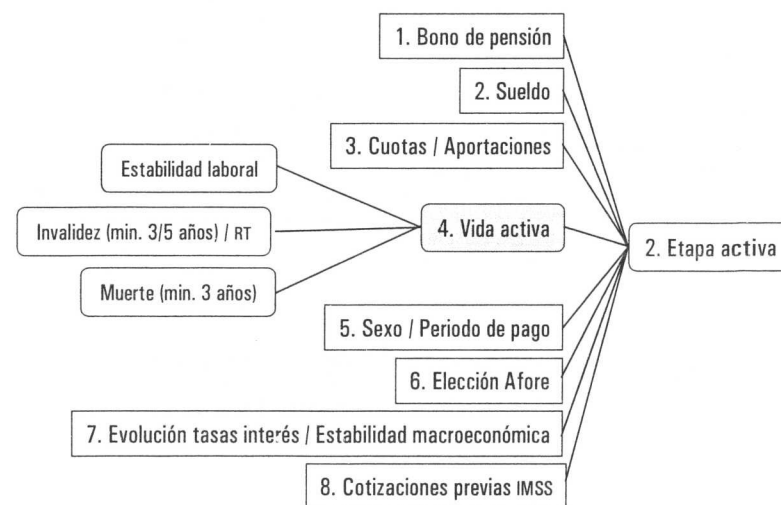 1. Bono de pensión
2. Sueldo
3. Cuotas / Aportaciones
Estabilidad laboral
Invalidez (min. 3/5 años) / RT
Muerte (min. 3 años)
4. Vida activa
2. Etapa activa
5. Sexo / Periodo de pago
6. Elección Afore
7. Evolución tasas interés / Estabilidad macroeconómica
8. Cotizaciones previas IMSS